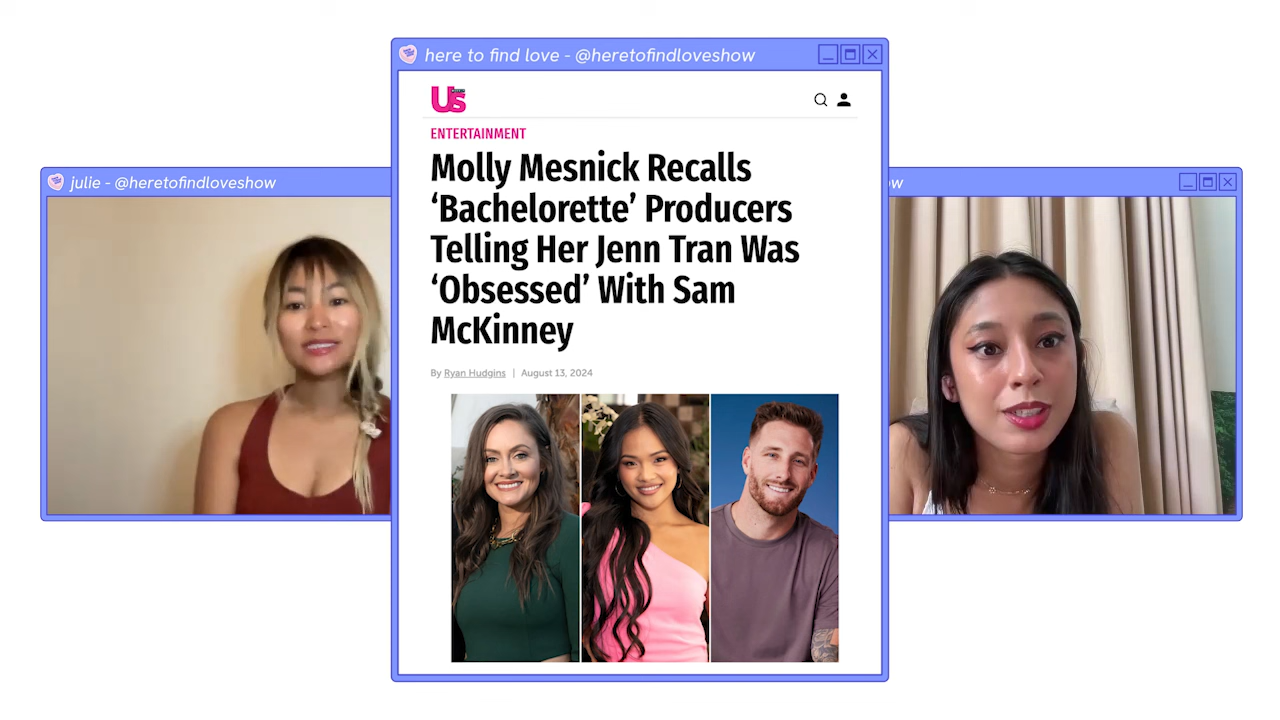 here to find love - @heretofindloveshow
Us
ENTERTAINMENT
Molly Mesnick Recalls
‘Bachelorette’ Producers
Telling Her Jenn Tran Was
‘Obsessed’ With Sam
McKinney
By Ryan Hudgins | August 13, 2024
julie - @heretofindloveshow
ow